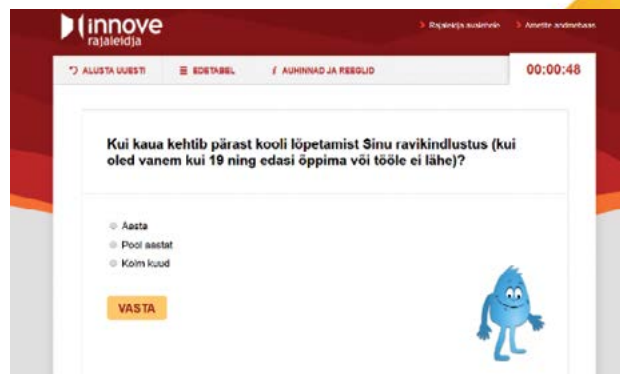 innove
rajaleidja
Rajaleidja avalehele
Ametite andmebaas
ALUSTA UUESTI
EDETABEL
AUHINNAD JA REEGLID
00:00:48
Kui kaua kehtib pärast kooli lõpetamist Sinu ravikindlustus (kui
oled vanem kui 19 ning edasi õppima või tööle ei lähe)?
Aasta
Pool aastat
Kolm kuud
VASTA